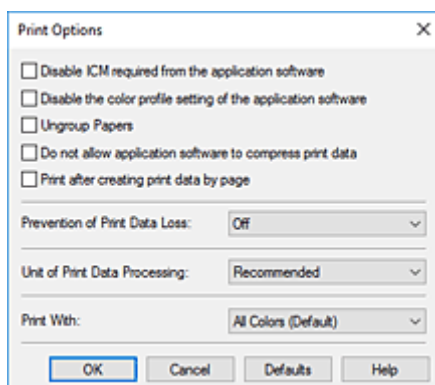 Print Options
Disable ICM required from the application software
Disable the color profile setting of the application software
Ungroup Papers
Do not allow application software to compress print data
Print after creating print data by page
Prevention of Print Data Loss: Off
Unit of Print Data Processing: Recommended
Print With: All Colors (Default)
OK Cancel Defaults Help